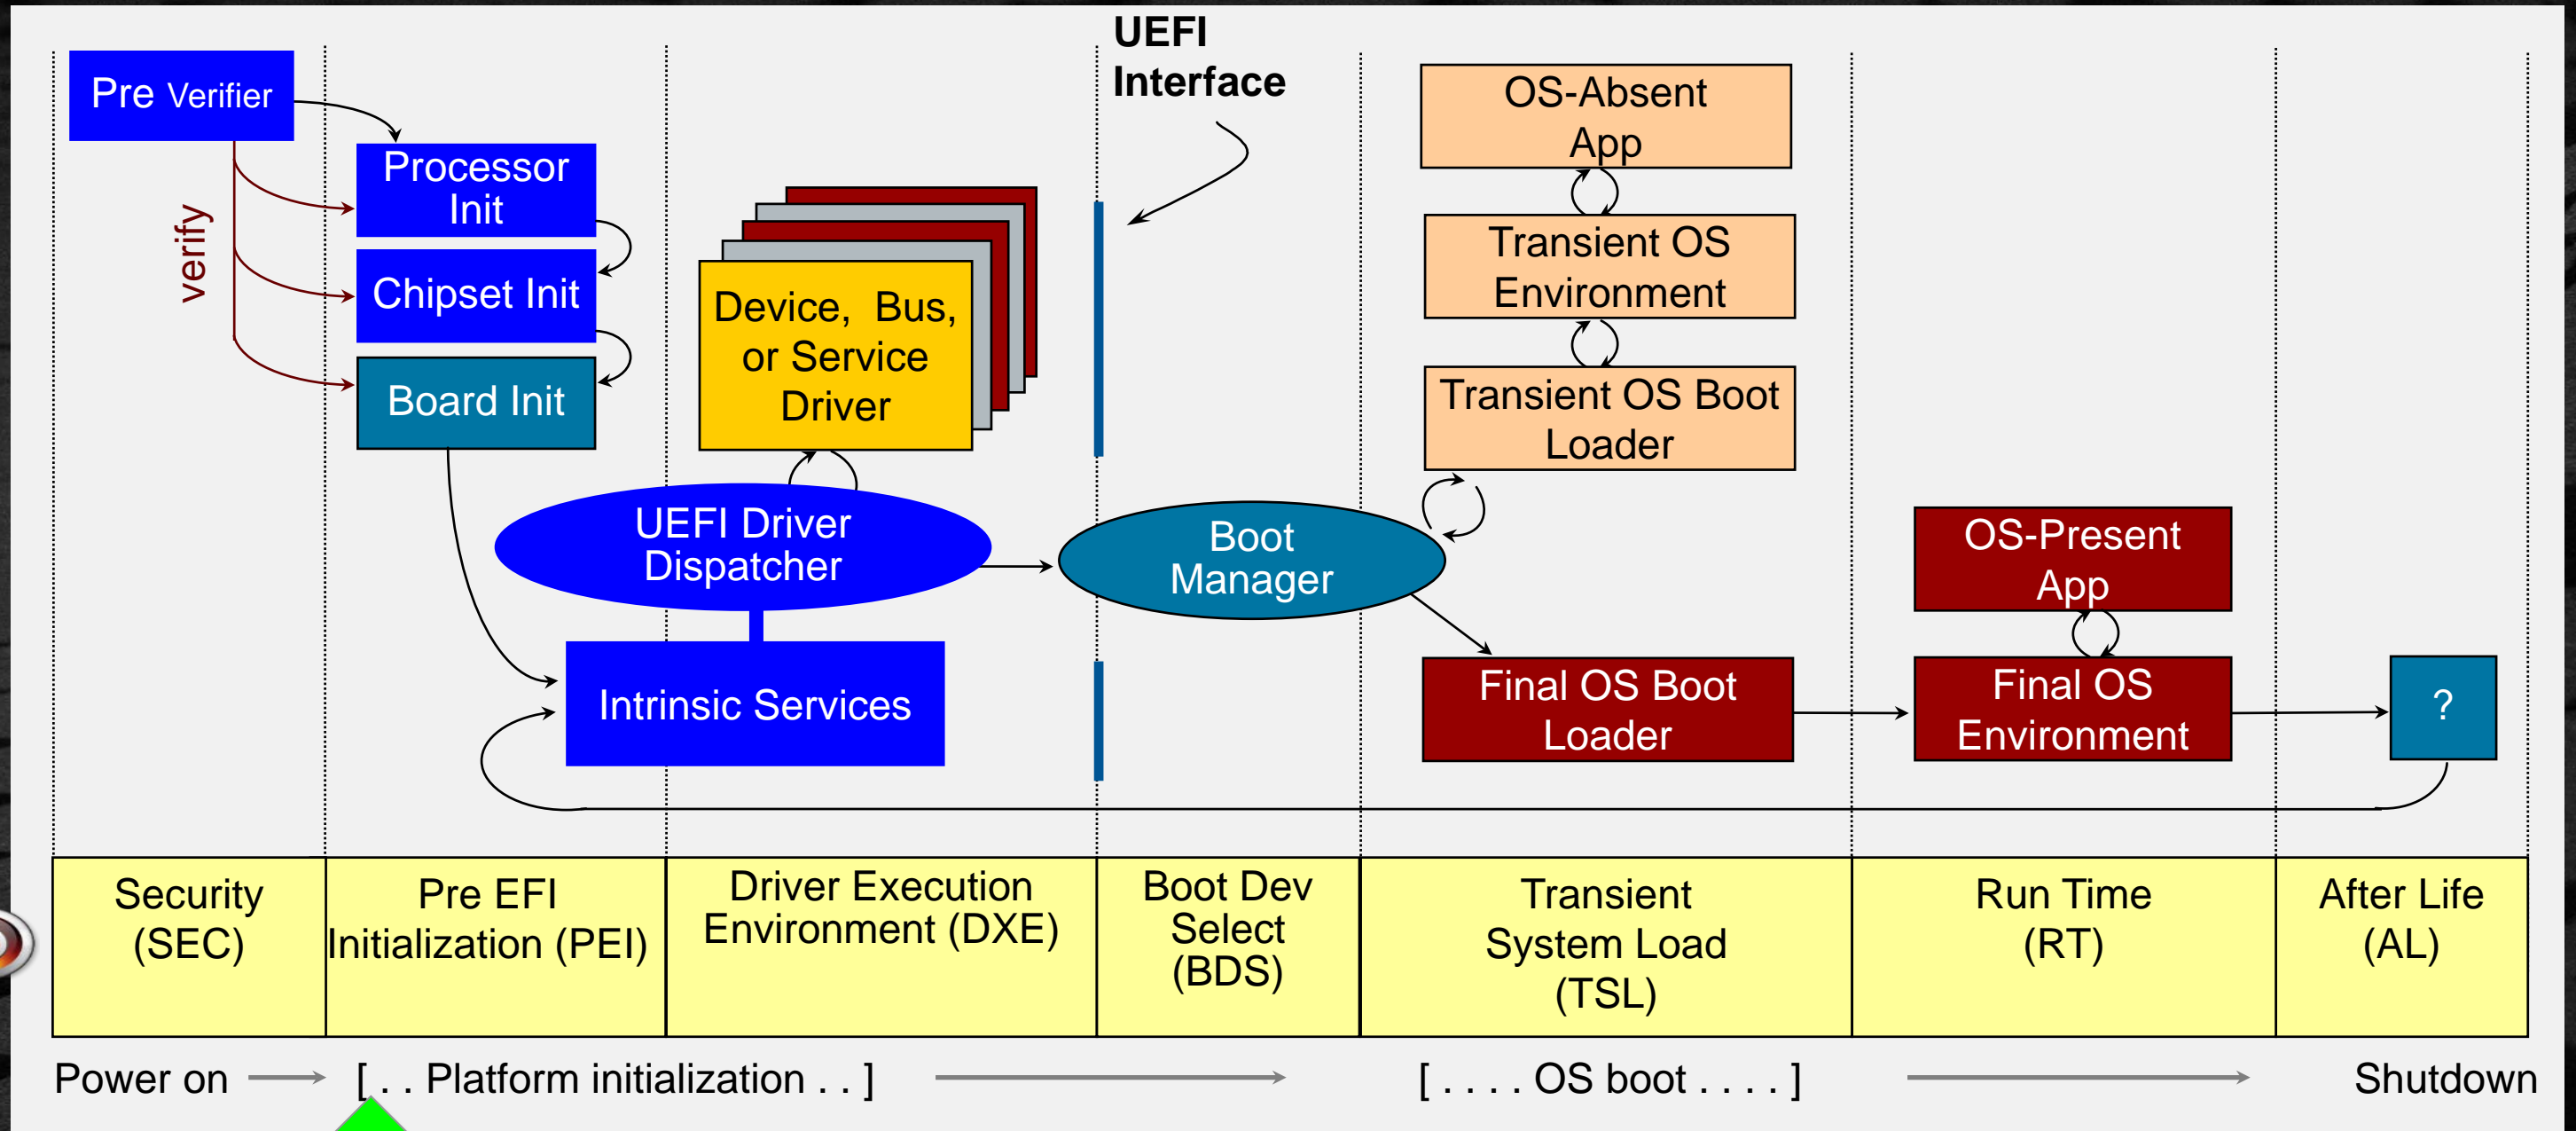 UEFI
Interface
Pre Verifier
verify
Processor
Init
Chipset Init
Board Init
Device, Bus,
or Service
Driver
UEFI Driver
Dispatcher
Intrinsic Services
Boot
Manager
OS-Absent
App
Transient OS
Environment
Transient OS Boot
Loader
Final OS Boot
Loader
OS-Present
App
Final OS
Environment
?
Security
(SEC)
Pre EFI
Initialization (PEI)
Driver Execution
Environment (DXE)
Boot Dev
Select
(BDS)
Transient
System Load
(TSL)
Run Time
(RT)
After Life
(AL)
Power on
[ . . Platform initialization . . ]
[ . . . . OS boot . . . . ]
Shutdown